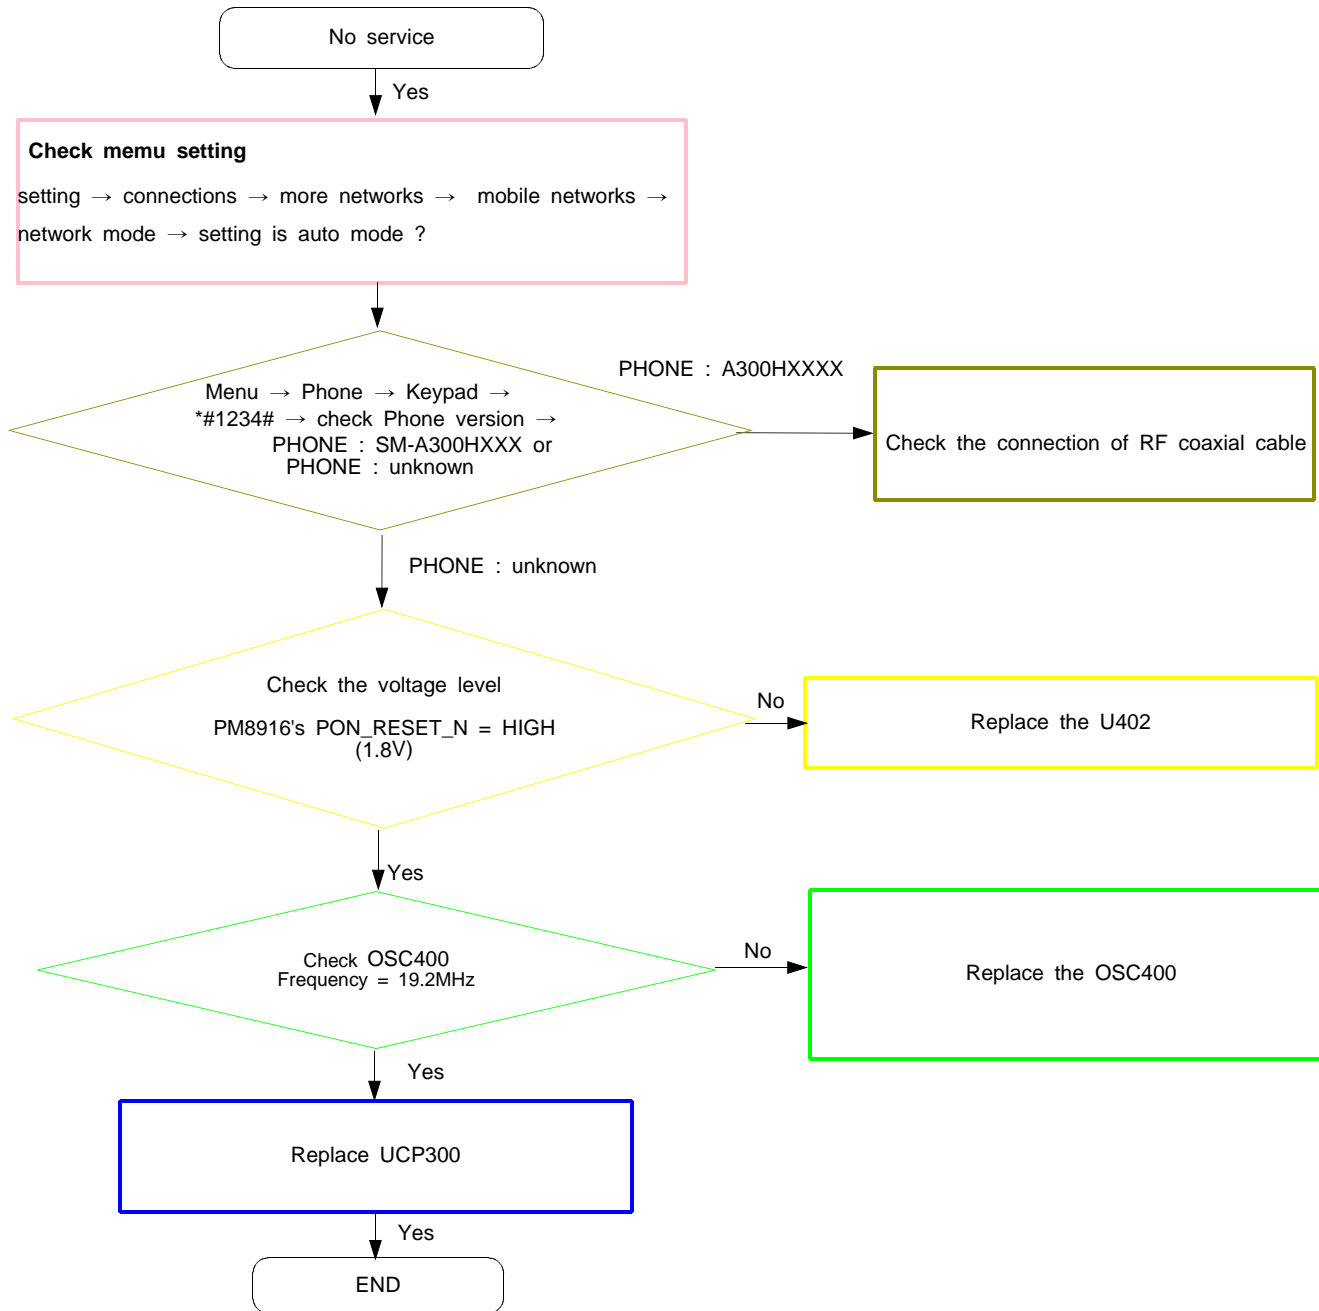 No service
Yes
Check memu setting
setting → connections → more networks → mobile networks →
network mode → setting is auto mode ?
PHONE : A300HXXXX
Menu → Phone → Keypad →
*#1234# → check Phone version →
PHONE : SM-A300HXXX or
PHONE : unknown
Check the connection of RF coaxial cable
PHONE : unknown
Check the voltage level
PM8916's PON_RESET_N = HIGH
(1.8V)
No
Replace the U402
Yes
Check OSC400
Frequency = 19.2MHz
No
Replace the OSC400
Yes
Replace UCP300
Yes
END